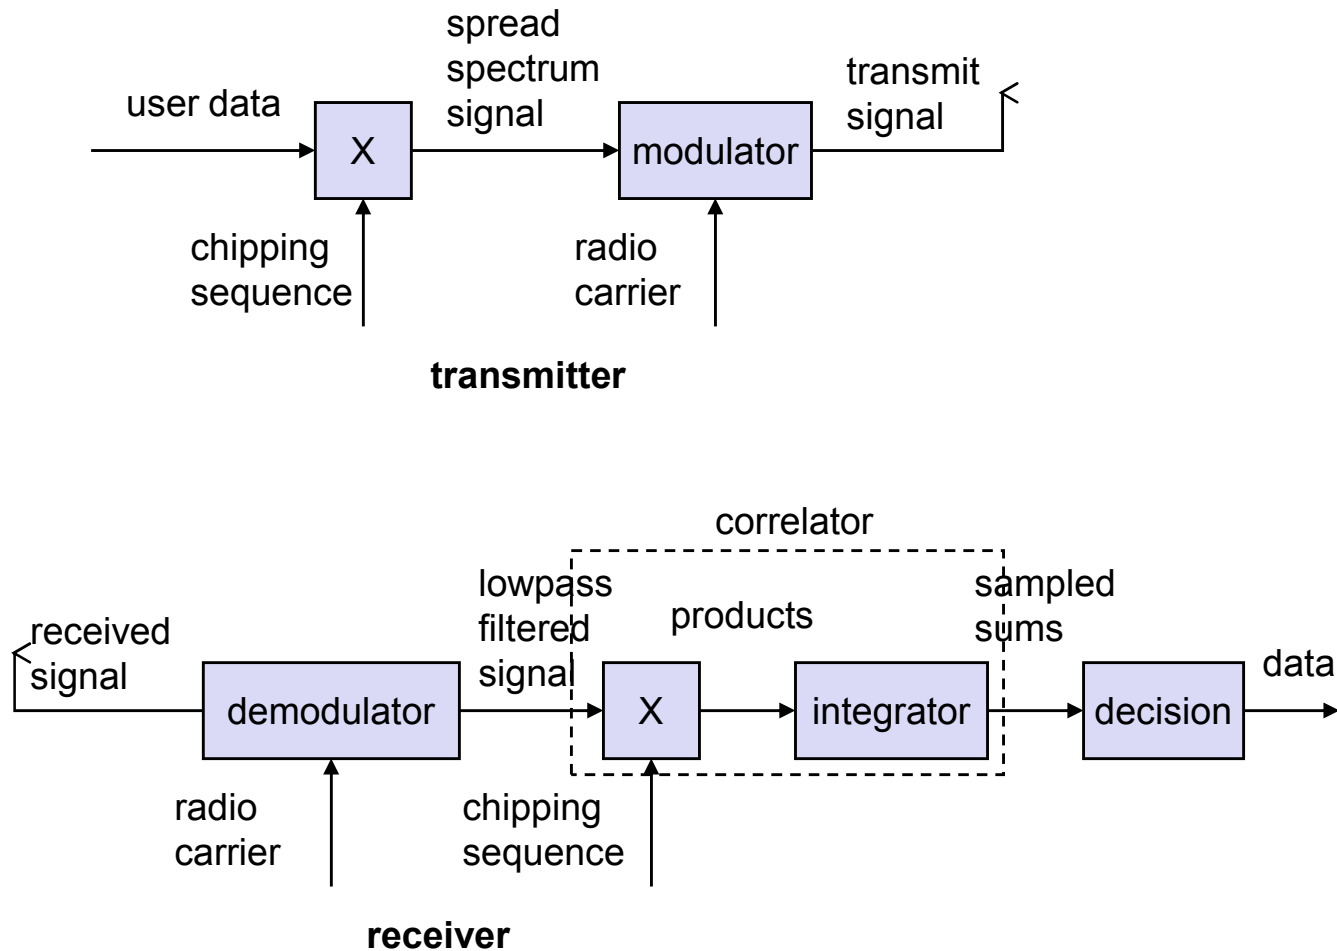 spread
spectrum
signal
user data
transmit
signal
X
modulator
chipping
sequence
radio
carrier
transmitter
correlator
lowpass
filtered
signal
products
sampled
sums
received
signal
data
demodulator
X
integrator
decision
radio
carrier
chipping
sequence
receiver